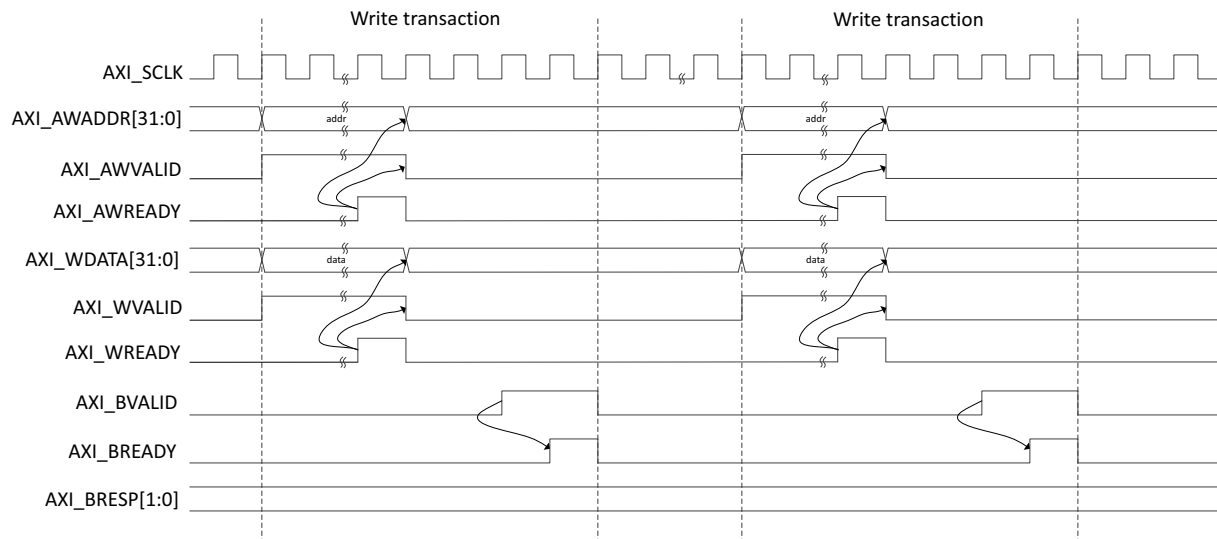 Write transaction Write transaction
AXI_SCLK
AXI_AWADDR[31:0] addr addr
AXI_AWVALID
AXI_AWREADY
AXI_WDATA[31:0] data data
AXI_WVALID
AXI_WREADY
AXI_BVALID
AXI_BREADY
AXI_BRESP[1:0]